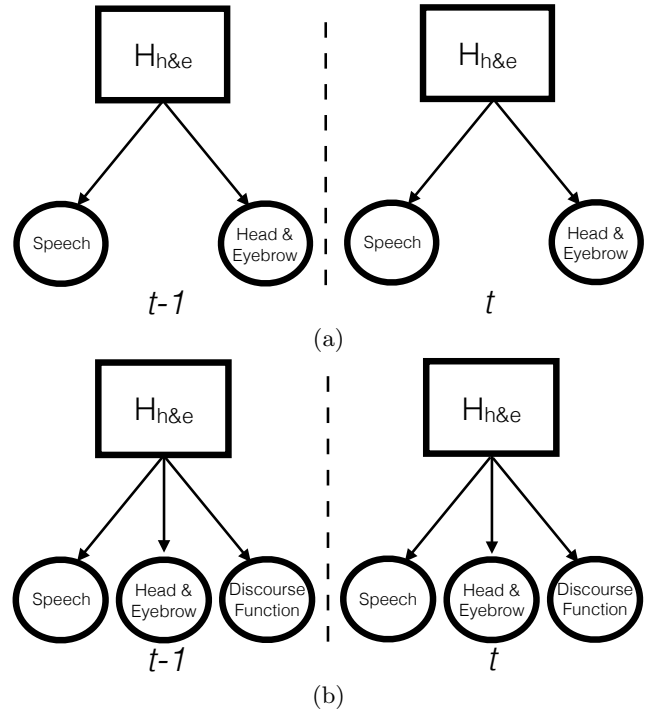 Hh&e Hh&e
Speech Head & Eyebrow Speech Head & Eyebrow
t-1 t
(a)
Hh&e Hh&e
Speech Head & Eyebrow Discourse Function Speech Head & Eyebrow Discourse Function
t-1 t
(b)